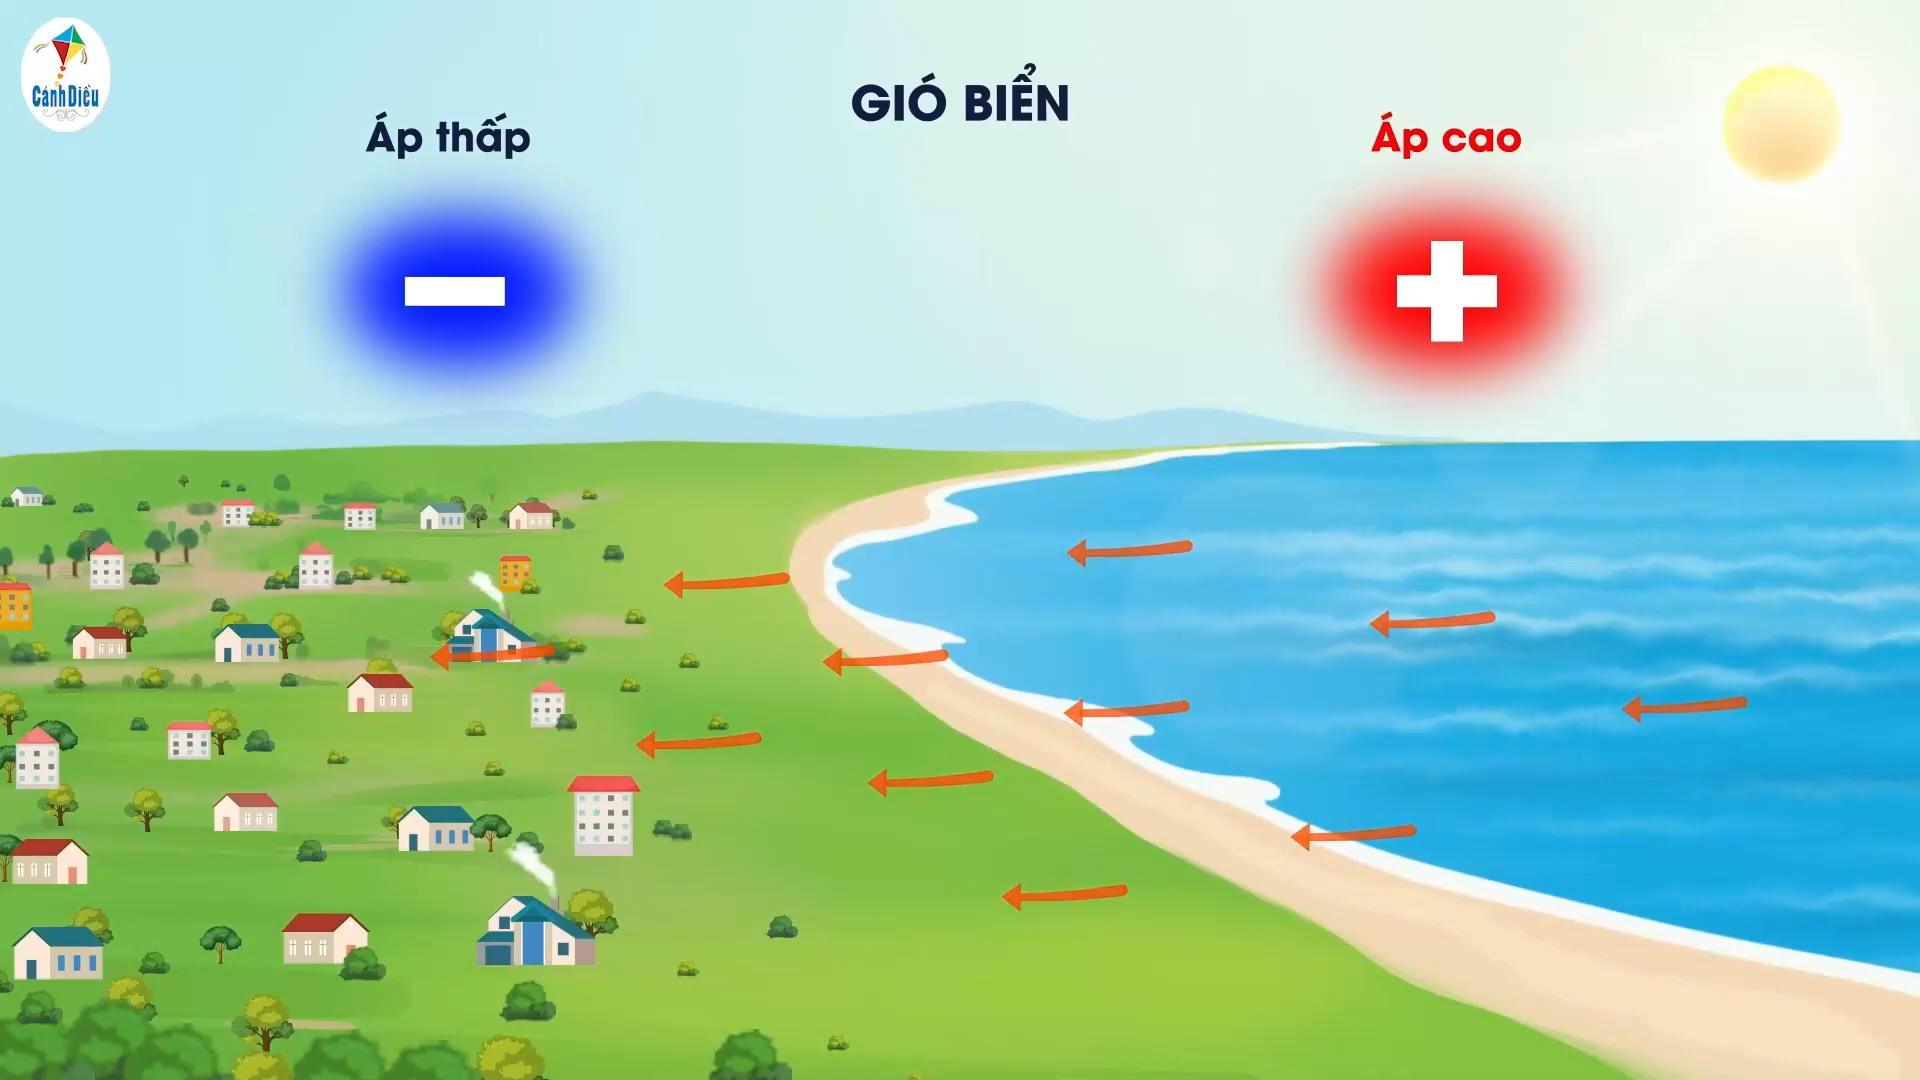 Cánh Diều
GIÓ BIỂN
Áp thấp
Áp cao